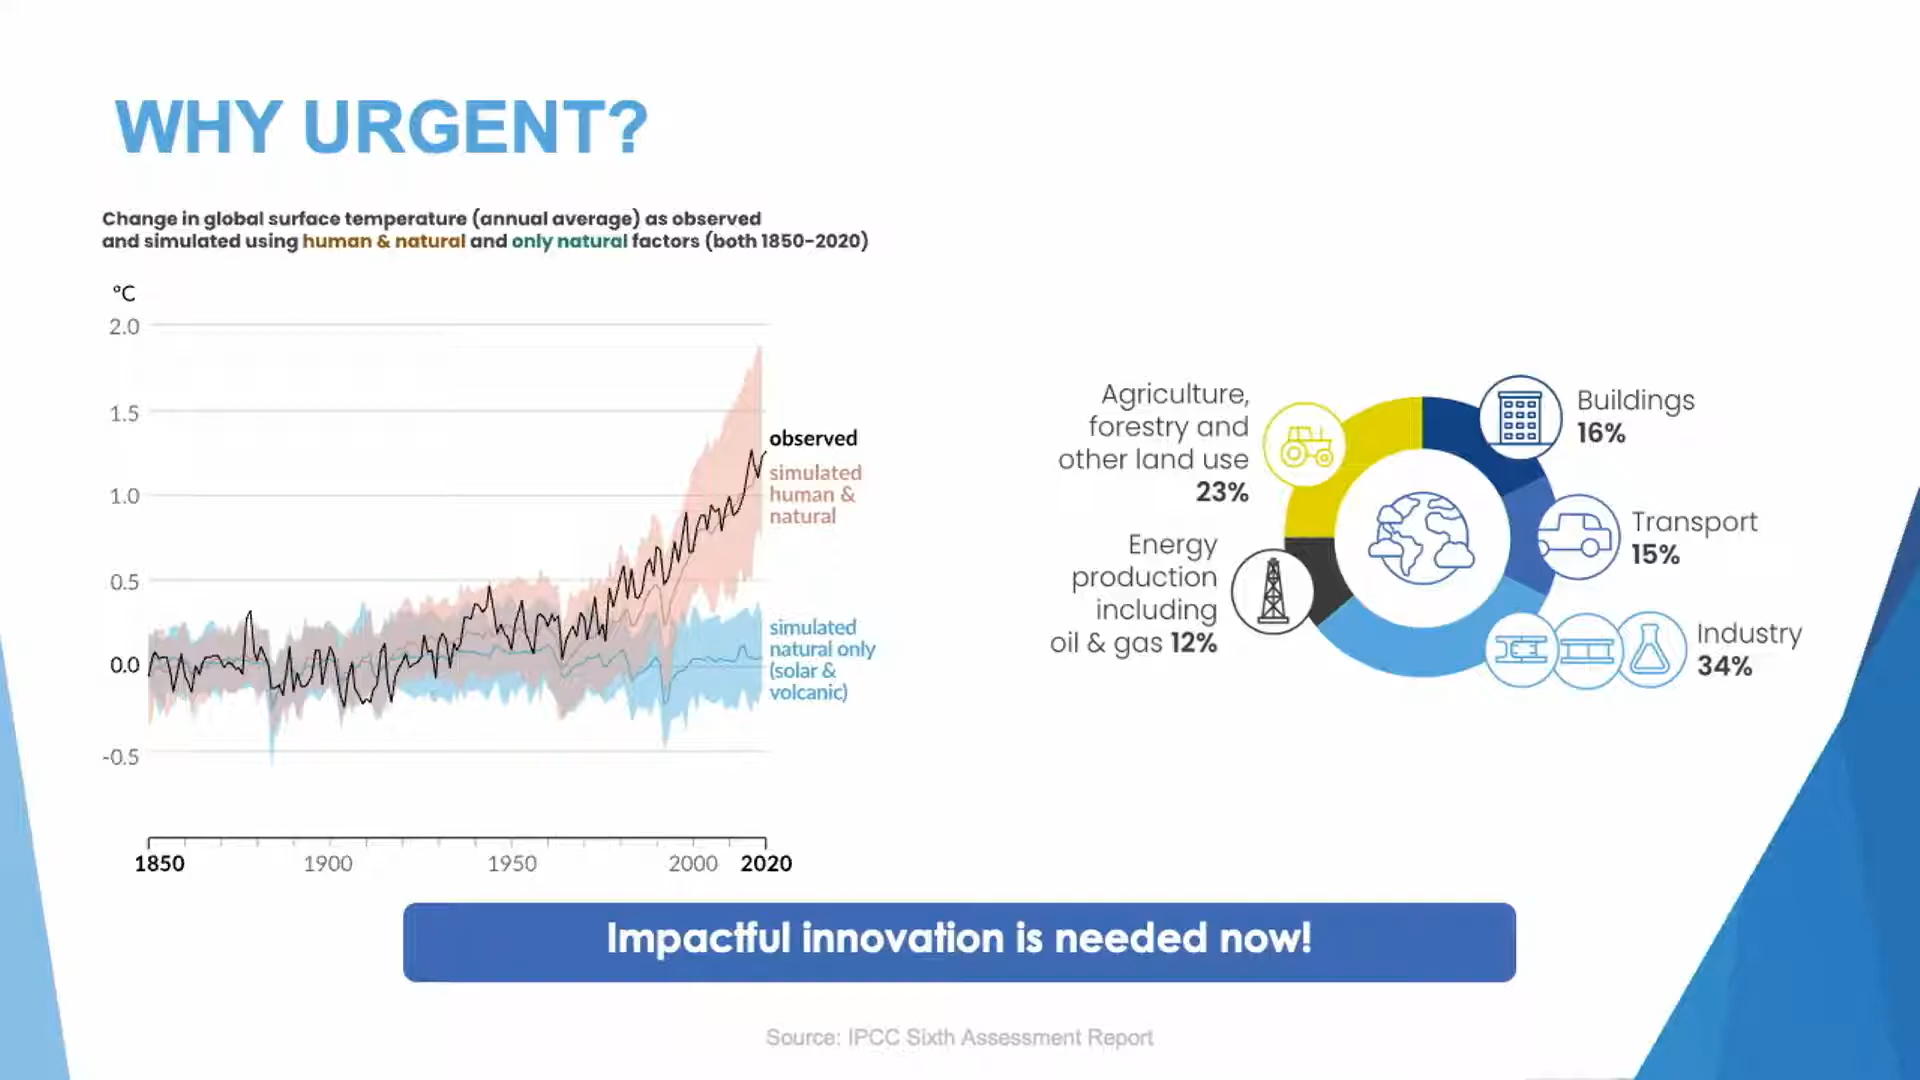 WHY URGENT?
Change in global surface temperature (annual average) as observed
and simulated using human & natural and only natural factors (both 1850-2020)
ºC
2.0
1.5
1.0
0.5
0.0
-0.5
observed
simulated
human &
natural
simulated
natural only
(solar &
volcanic)
1850
1900
1950
2000
2020
Agriculture,
forestry and
other land use
23%
Energy
production
including
oil & gas 12%
Buildings
16%
Transport
15%
Industry
34%
Impactful innovation is needed now!
Source: IPCC Sixth Assessment Report